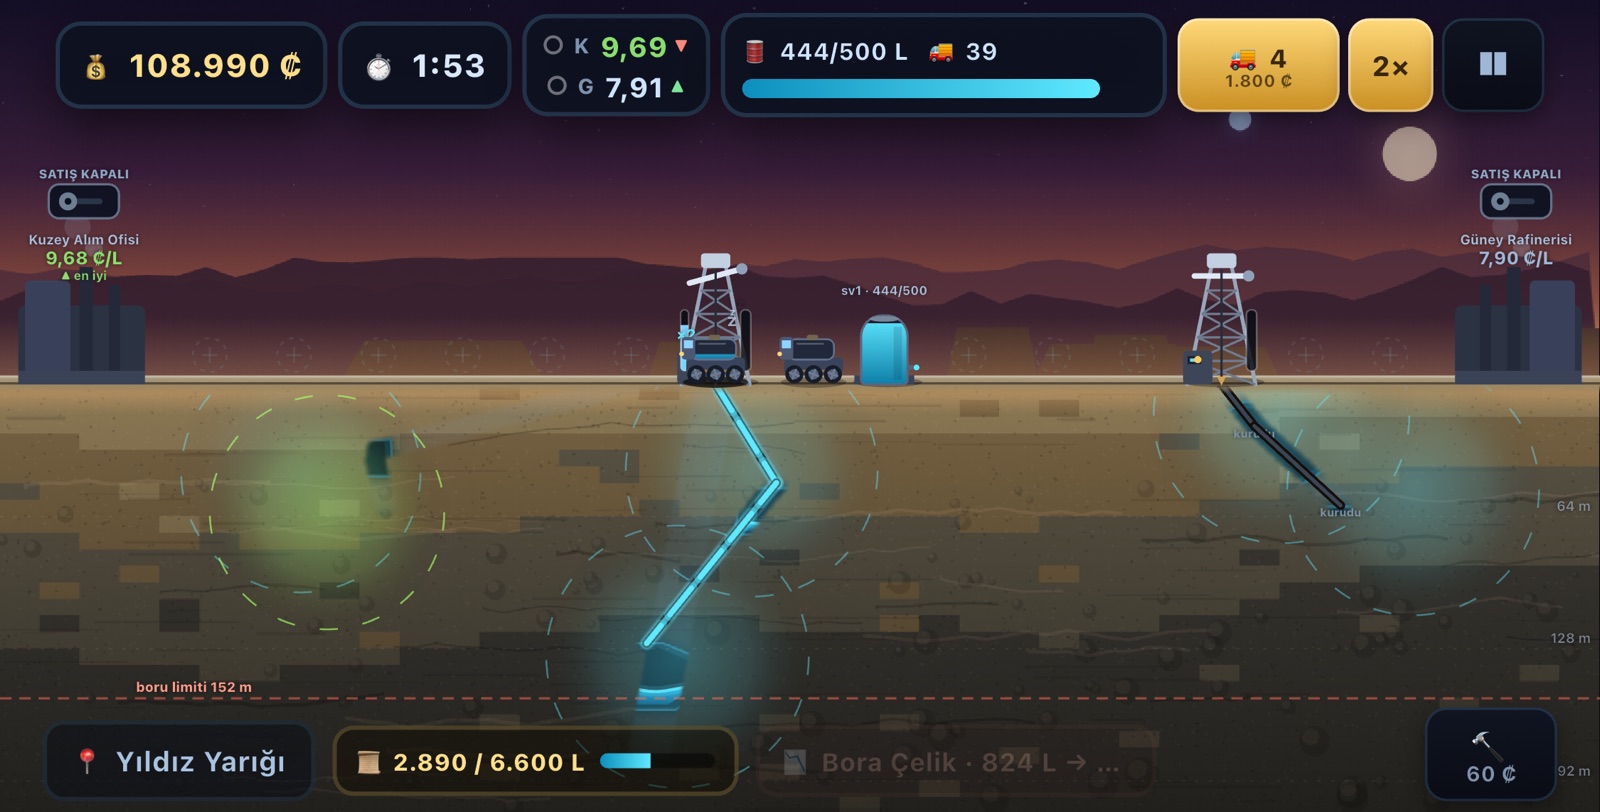 108.990 ₡
1:53
K 9,69
G 7,91
444/500 L 39
4
1.800 ₡
2×
SATIŞ KAPALI
Kuzey Alım Ofisi
9,68 ₡/L
en iyi
SATIŞ KAPALI
Güney Rafinerisi
7,90 ₡/L
sv1 · 444/500
kurudu
kurudu
64 m
128 m
boru limiti 152 m
Yıldız Yarığı
2.890 / 6.600 L
Bora Çelik · 824 L → ...
60 ₡
92 m